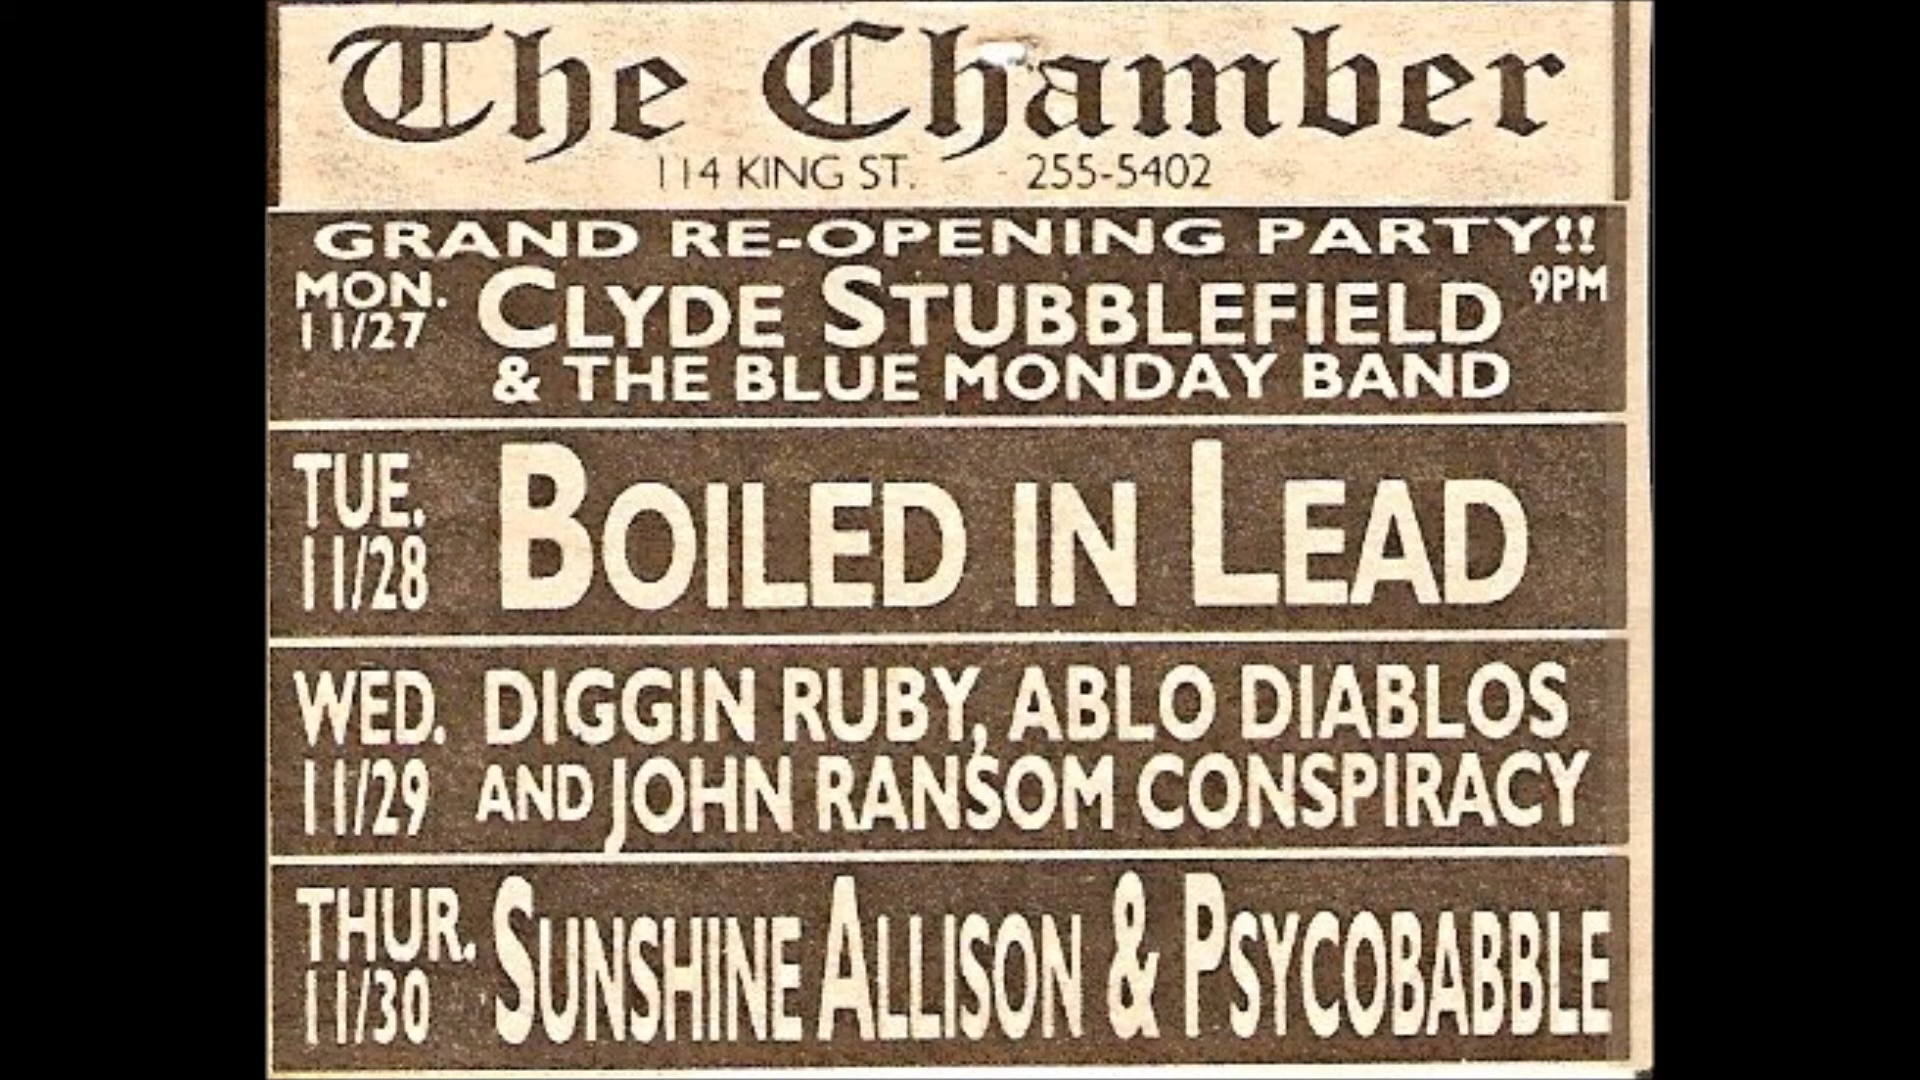 The Chamber
114 KING ST. 255-5402
GRAND RE-OPENING PARTY!!
MON. 11/27 CLYDE STUBBLEFIELD 9PM
& THE BLUE MONDAY BAND
TUE. 11/28 BOILED IN LEAD
WED. DIGGIN RUBY, ABLO DIABLOS
11/29 AND JOHN RANSOM CONSPIRACY
THUR. 11/30 SUNSHINE ALLISON & PSYCOBABBLE